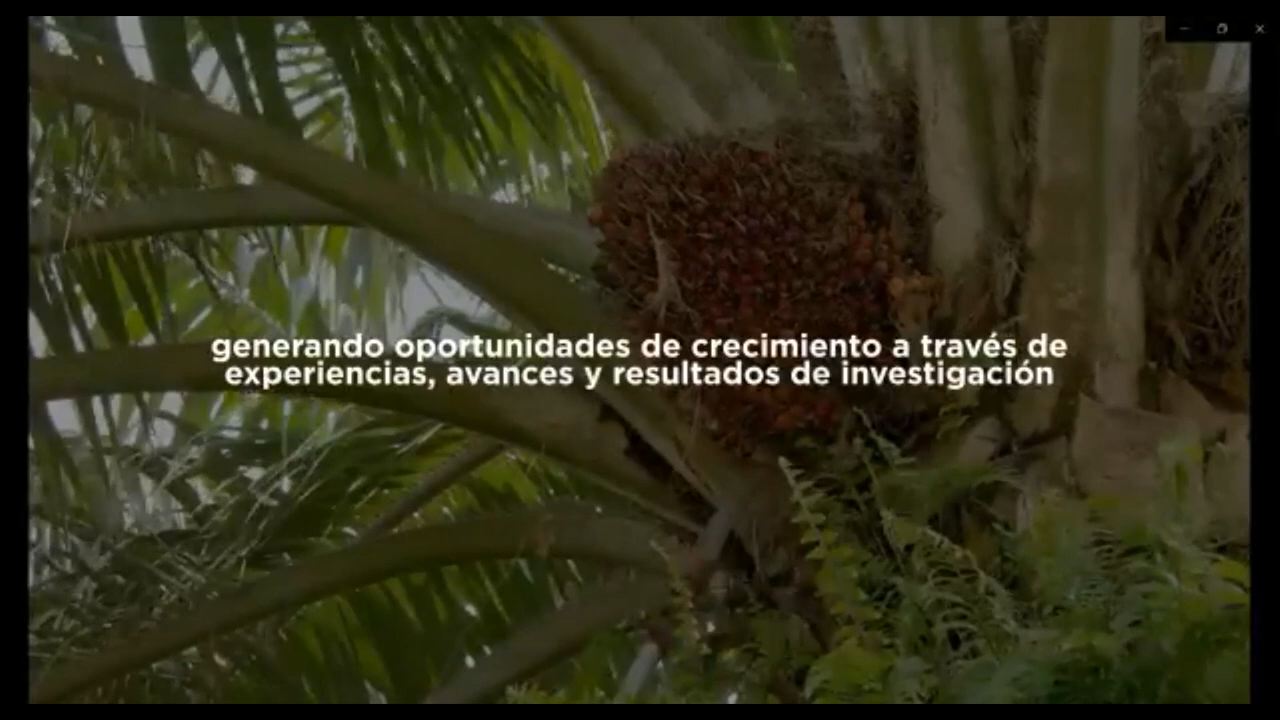 generando oportunidades de crecimiento a través de
experiencias, avances y resultados de investigación